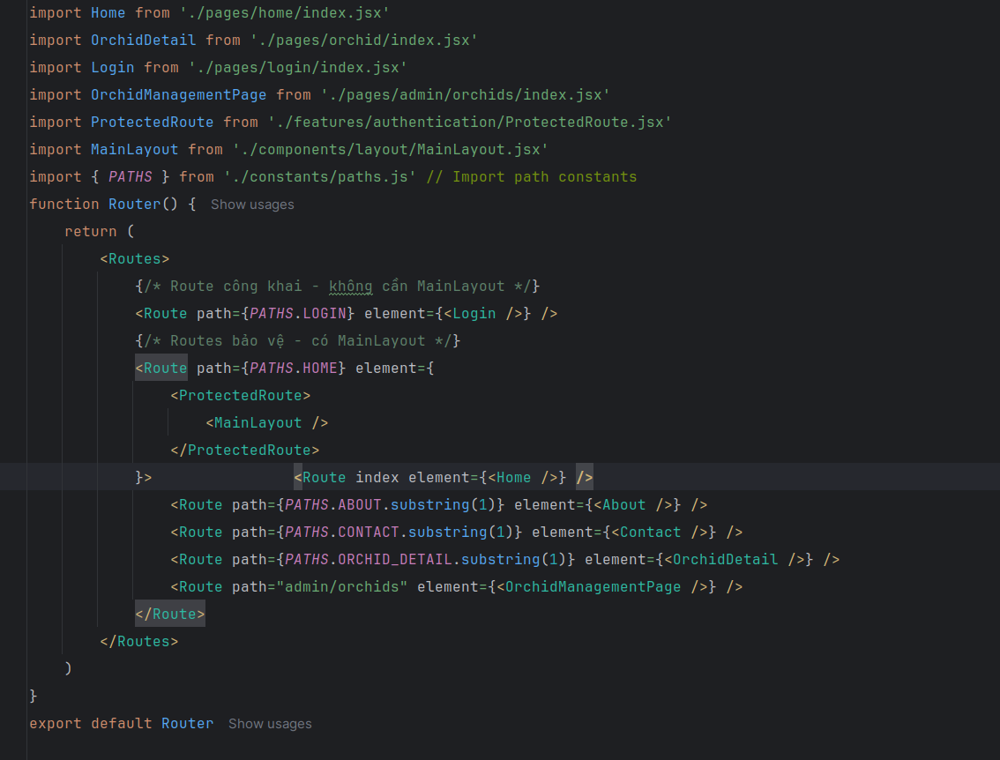 import Home from './pages/home/index.jsx'
import OrchidDetail from './pages/orchid/index.jsx'
import Login from './pages/login/index.jsx'
import OrchidManagementPage from './pages/admin/orchids/index.jsx'
import ProtectedRoute from './features/authentication/ProtectedRoute.jsx'
import MainLayout from './components/layout/MainLayout.jsx'
import { PATHS } from './constants/paths.js' // Import path constants
function Router() { Show usages
    return (
        <Routes>
            {/* Route công khai - không cần MainLayout */}
            <Route path={PATHS.LOGIN} element={<Login />} />
            {/* Routes bảo vệ - có MainLayout */}
            <Route path={PATHS.HOME} element={
                <ProtectedRoute>
                    <MainLayout />
                </ProtectedRoute>
            }>                <Route index element={<Home />} />
                <Route path={PATHS.ABOUT.substring(1)} element={<About />} />
                <Route path={PATHS.CONTACT.substring(1)} element={<Contact />} />
                <Route path={PATHS.ORCHID_DETAIL.substring(1)} element={<OrchidDetail />} />
                <Route path="admin/orchids" element={<OrchidManagementPage />} />
            </Route>
        </Routes>
    )
}
export default Router Show usages